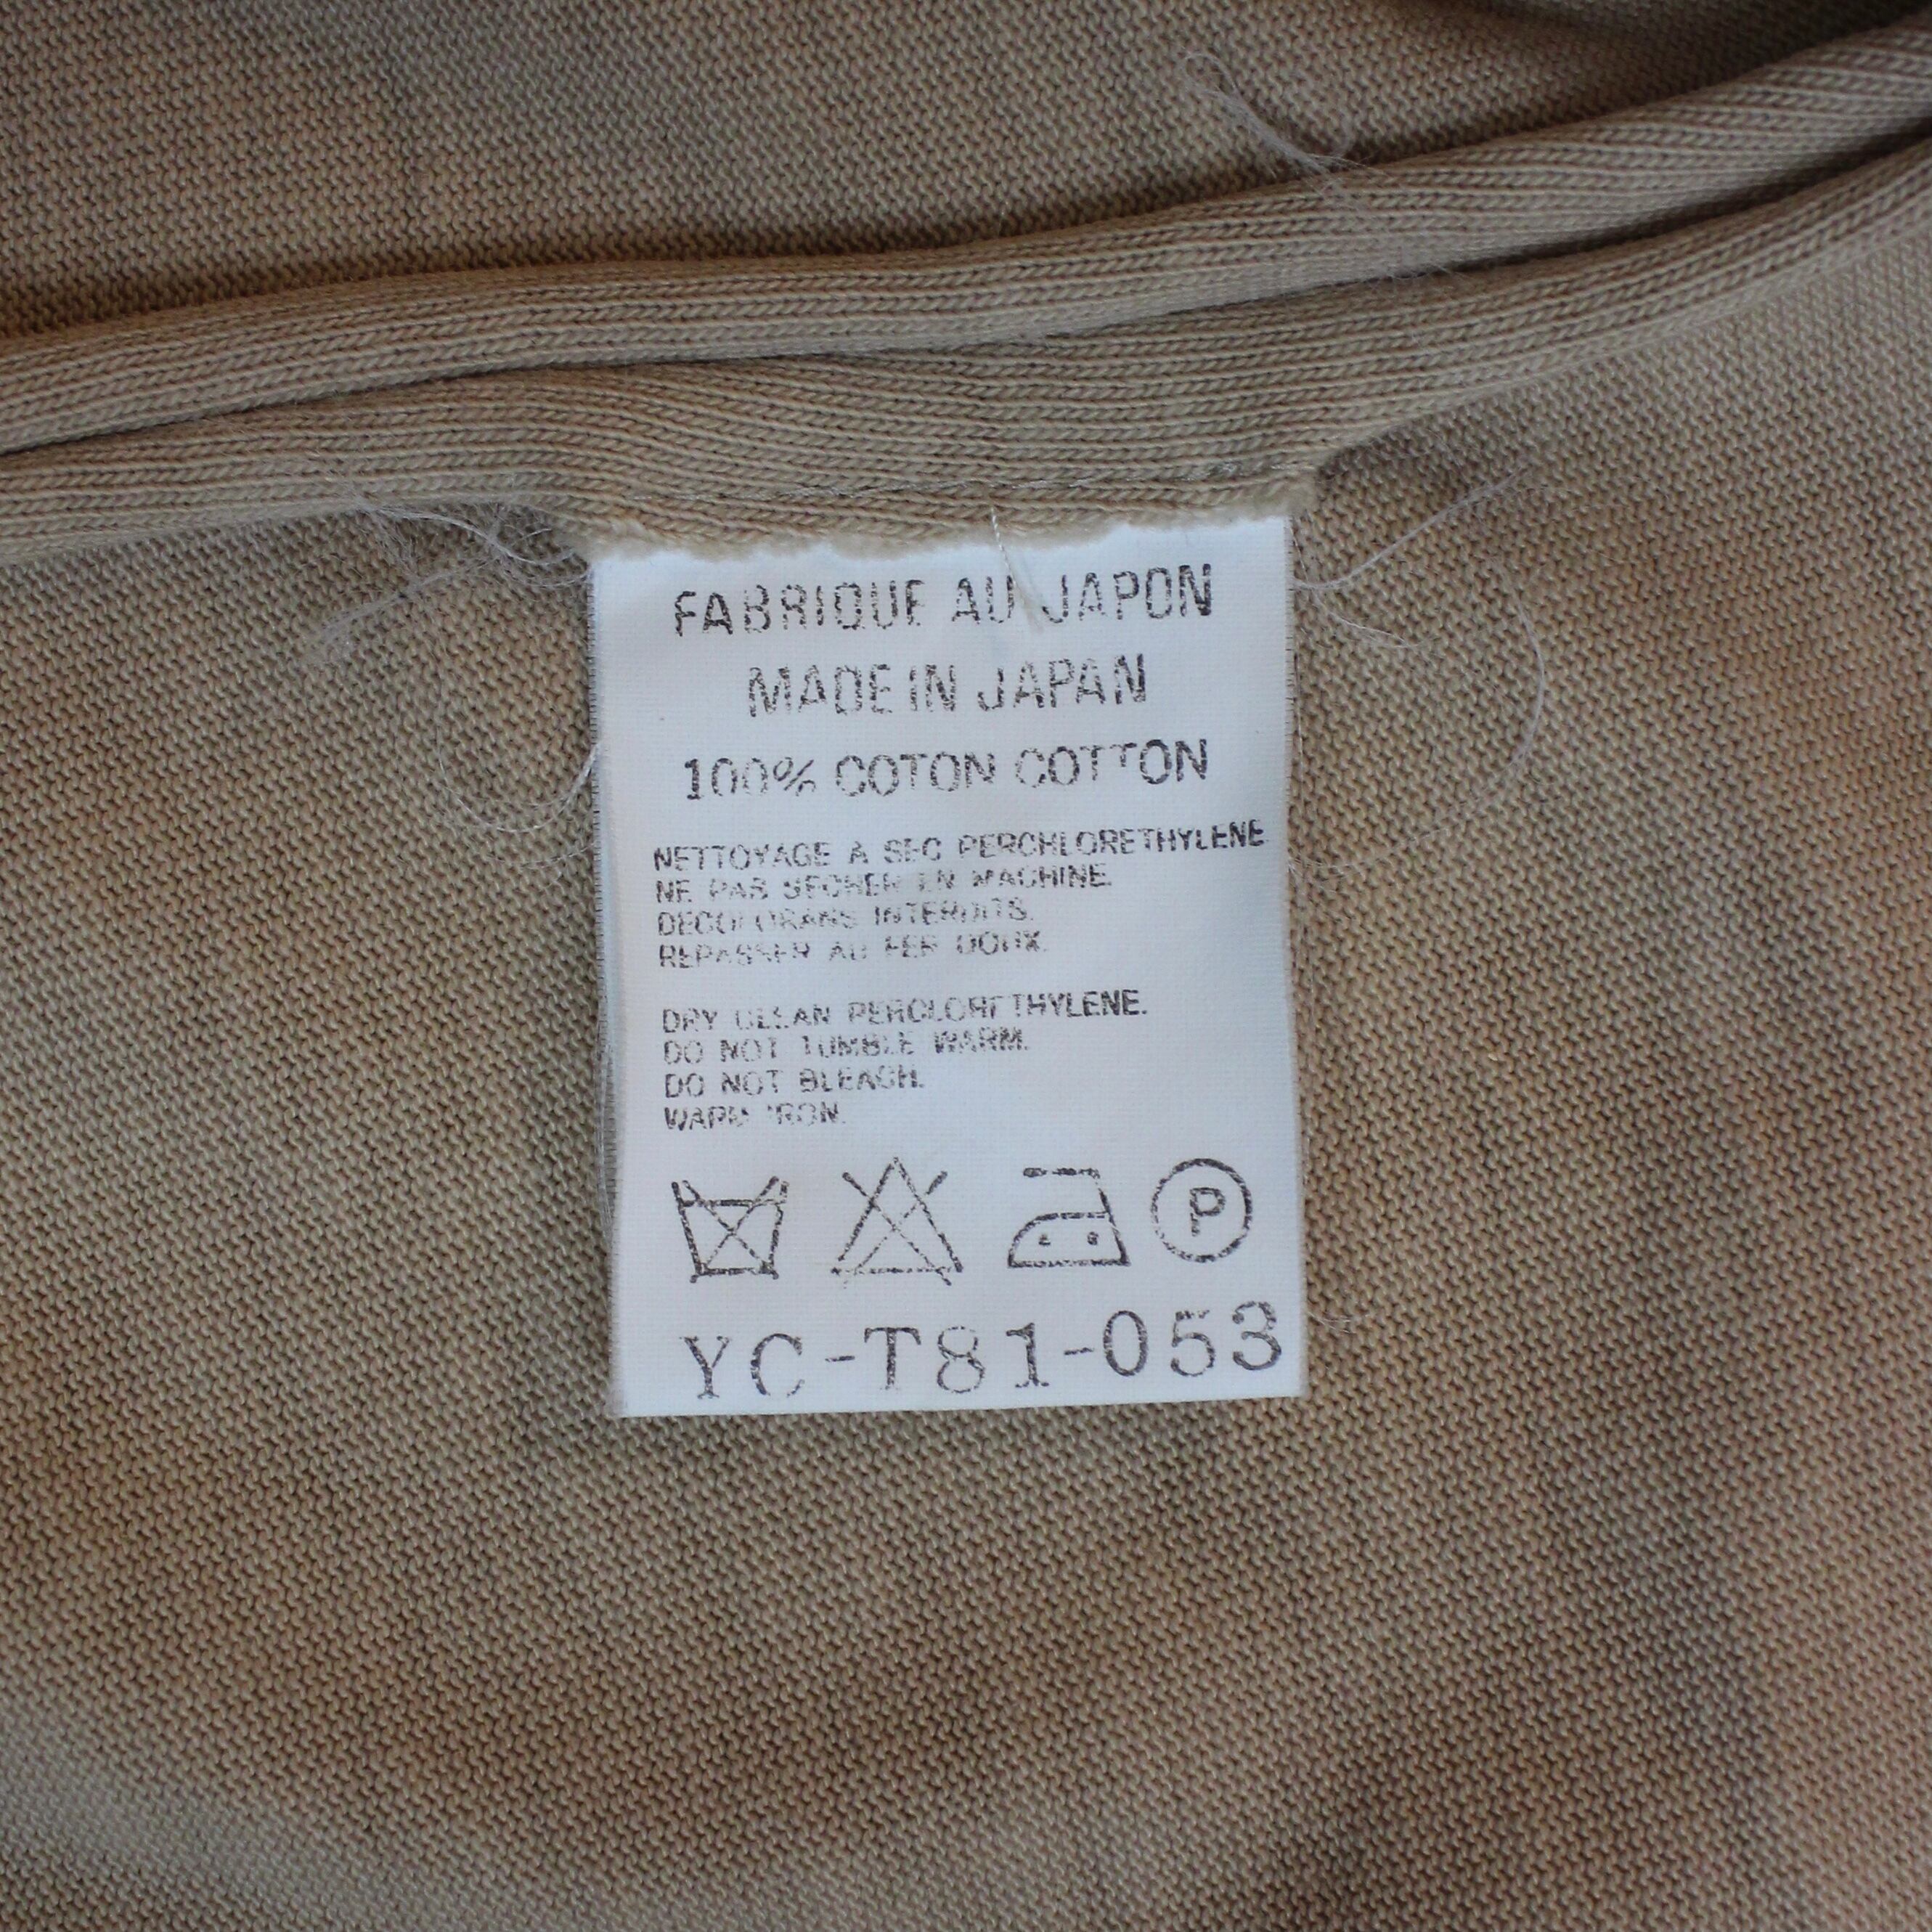 FABRIQUE AU JAPON
MADE IN JAPAN
100% COTON COTTON
NETTOYAGE A SEC PERCHLORETHYLENE
NE PAS SECHER EN MACHINE.
DECOLORANS INTERDITS.
REPASSER AU FER DOUX.
DRY CLEAN PERCLORETHYLENE.
DO NOT TUMBLE WARM.
DO NOT BLEACH.
WARM IRON.
P
YC-T81-053